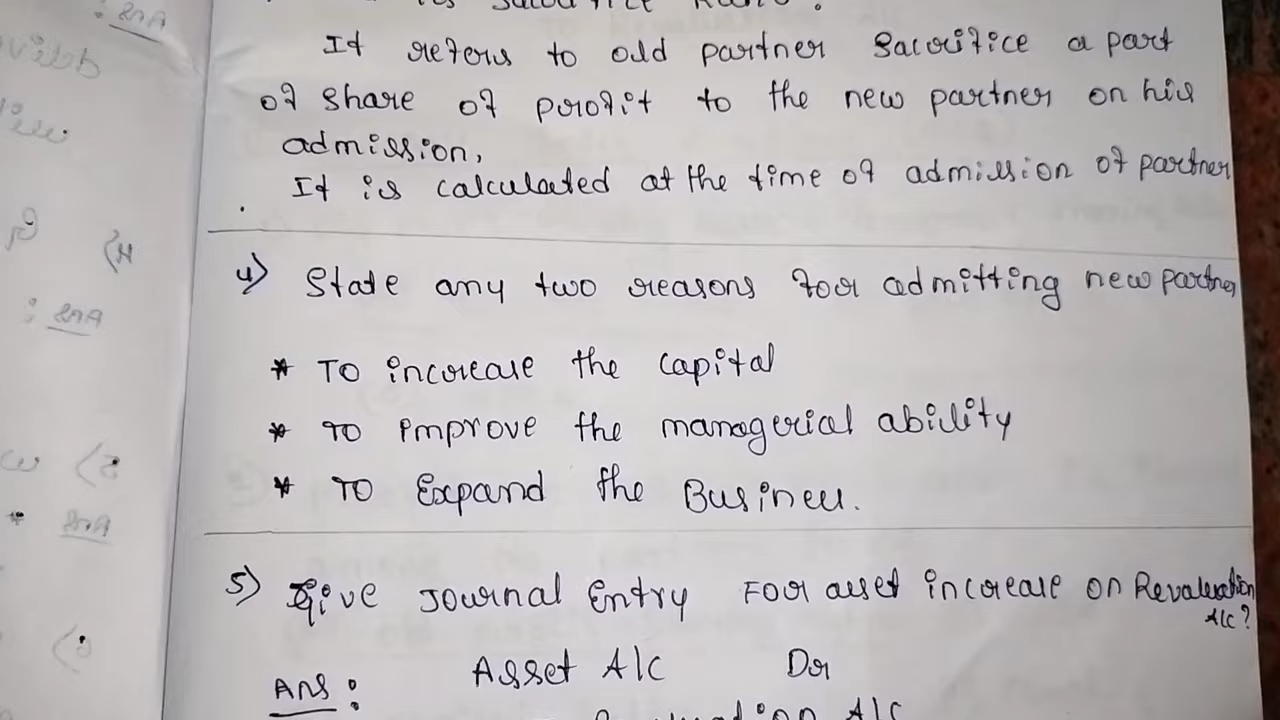 It refers to old partner Sacrifice a part
of share of profit to the new partner on his
admission,
It is calculated at the time of admission of partner
4) State any two reasons for admitting new partner
* To increase the capital
* To improve the managerial ability
* To Expand the Business.
5) Give Journal Entry For asset increase on Revaluation
A/c?
Ans: Asset A/c Dr
A/c
Ans
Ans
Ans